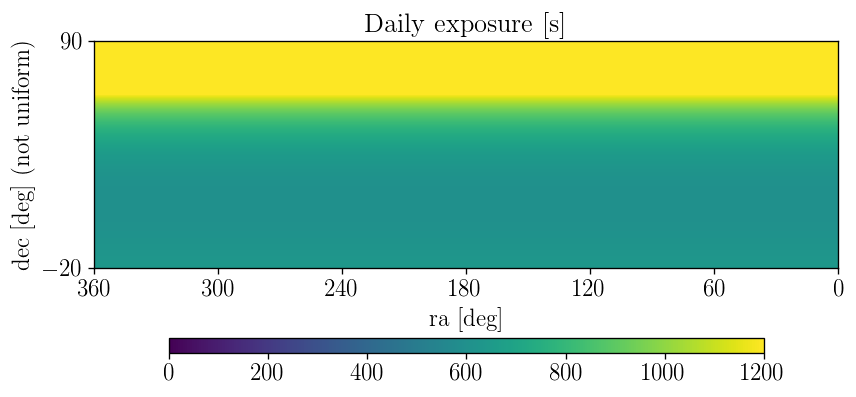 Daily exposure [s]
90
dec [deg] (not uniform)
−20
360 300 240 180 120 60 0
ra [deg]
0 200 400 600 800 1000 1200